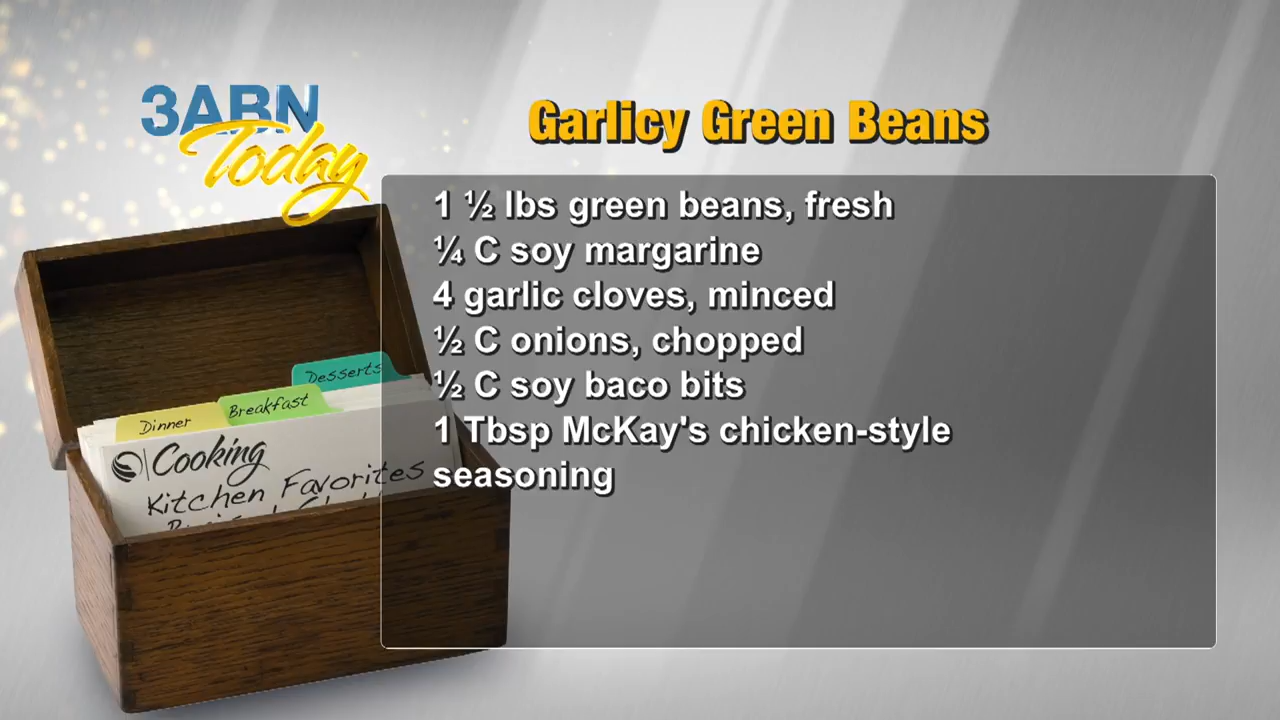 3ABN
Today
Garlicy Green Beans
1 ½ lbs green beans, fresh
¼ C soy margarine
4 garlic cloves, minced
½ C onions, chopped
½ C soy baco bits
1 Tbsp McKay's chicken-style
seasoning
Desserts
Breakfast
Dinner
Cooking
Kitchen Favorites